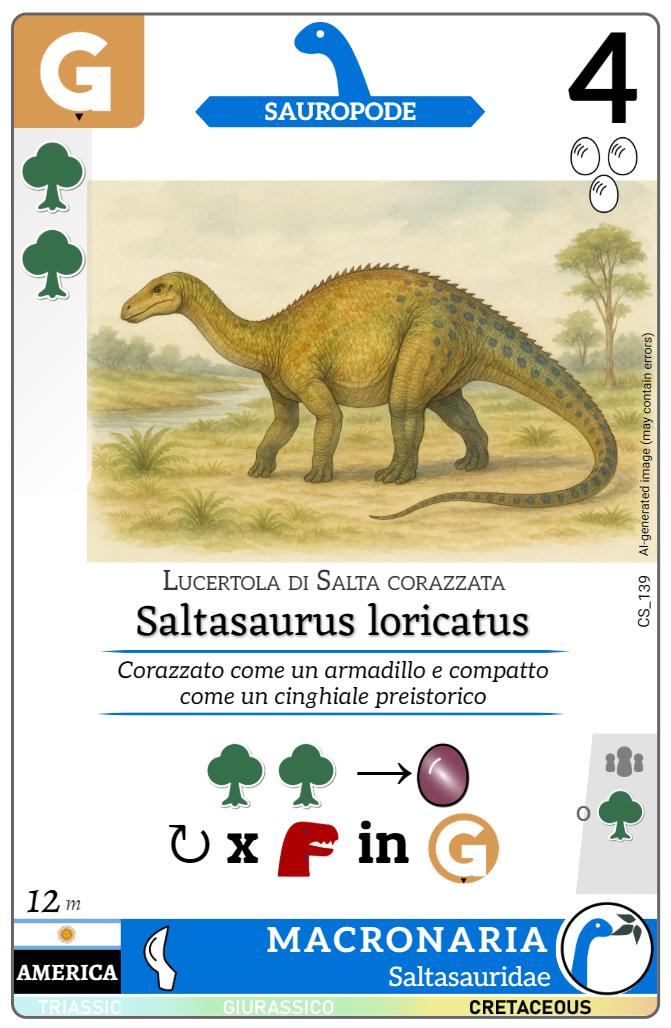 G
SAUROPODE
4
AI-generated image (may contain errors)
CS_139
Lucertola di Salta corazzata
Saltasaurus loricatus
Corazzato come un armadillo e compatto
come un cinghiale preistorico
x in G
o
12 m
AMERICA
MACRONARIA
Saltasauridae
TRIASSIC GIURASSICO CRETACEOUS